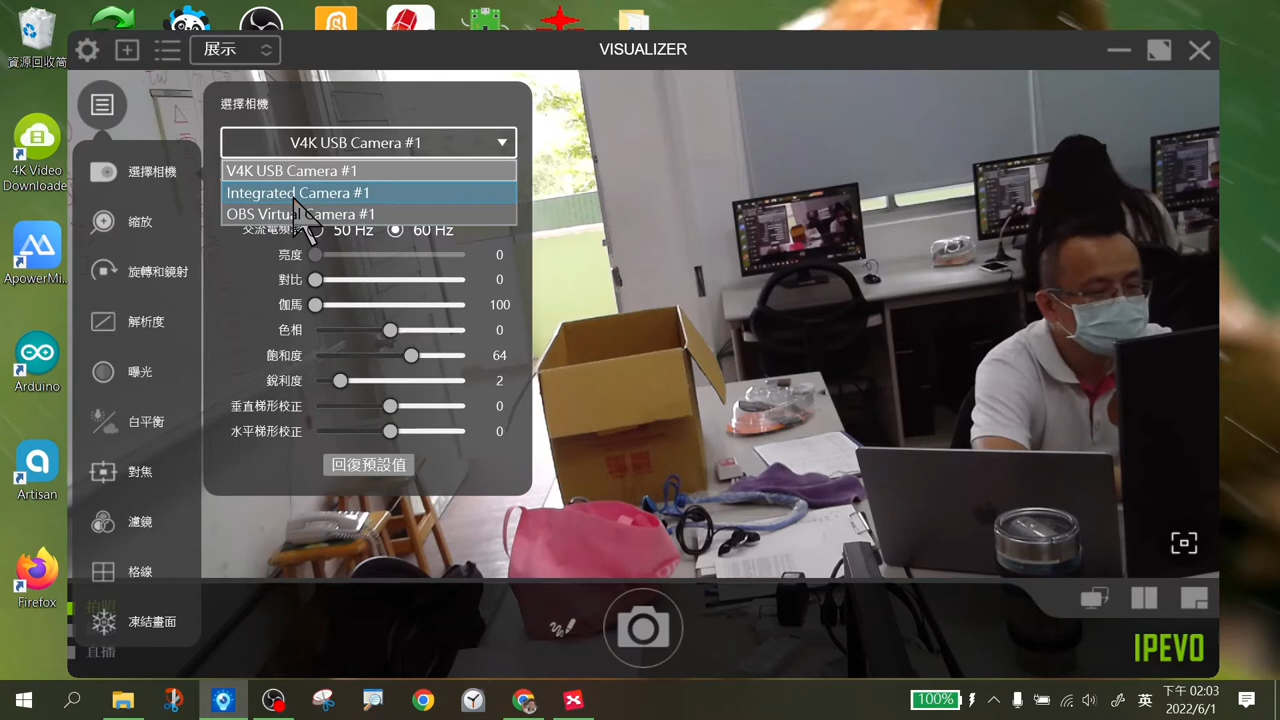 展示
VISUALIZER
資源回收筒
4K Video
Downloade
ApowerMi...
Arduino
Artisan
Firefox
選擇相機
縮放
旋轉和鏡射
解析度
曝光
白平衡
對焦
濾鏡
格線
凍結畫面
直播
選擇相機
V4K USB Camera #1
V4K USB Camera #1
Integrated Camera #1
OBS Virtual Camera #1
50 Hz
60 Hz
亮度 0
對比 0
伽馬 100
色相 0
飽和度 64
銳利度 2
垂直梯形校正 0
水平梯形校正 0
回復預設值
IPEVO
100%
英
下午 02:03
2022/6/1